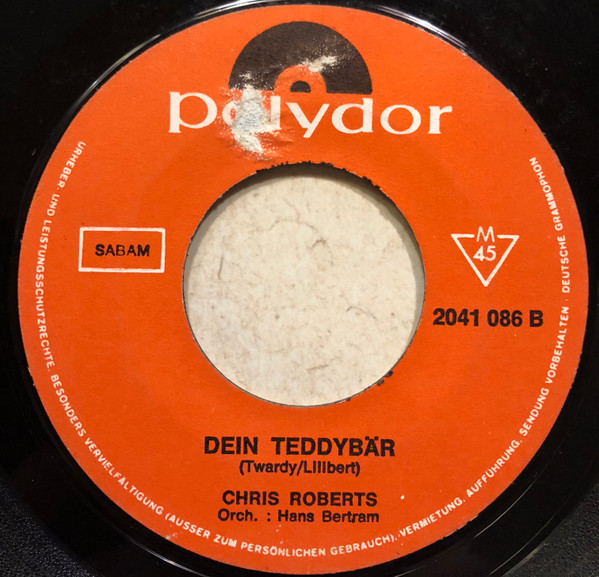 polydor
SABAM
M
45
2041 086 B
DEIN TEDDYBÄR
(Twardy/Lilibert)
CHRIS ROBERTS
Orch. : Hans Bertram
URHEBER- UND LEISTUNGSSCHUTZRECHTE. BESONDERS VERVIELFÄLTIGUNG (AUSSER ZUM PERSÖNLICHEN GEBRAUCH), VERMIETUNG. AUFFÜHRUNG. SENDUNG VORBEHALTEN · DEUTSCHE GRAMMOPHON